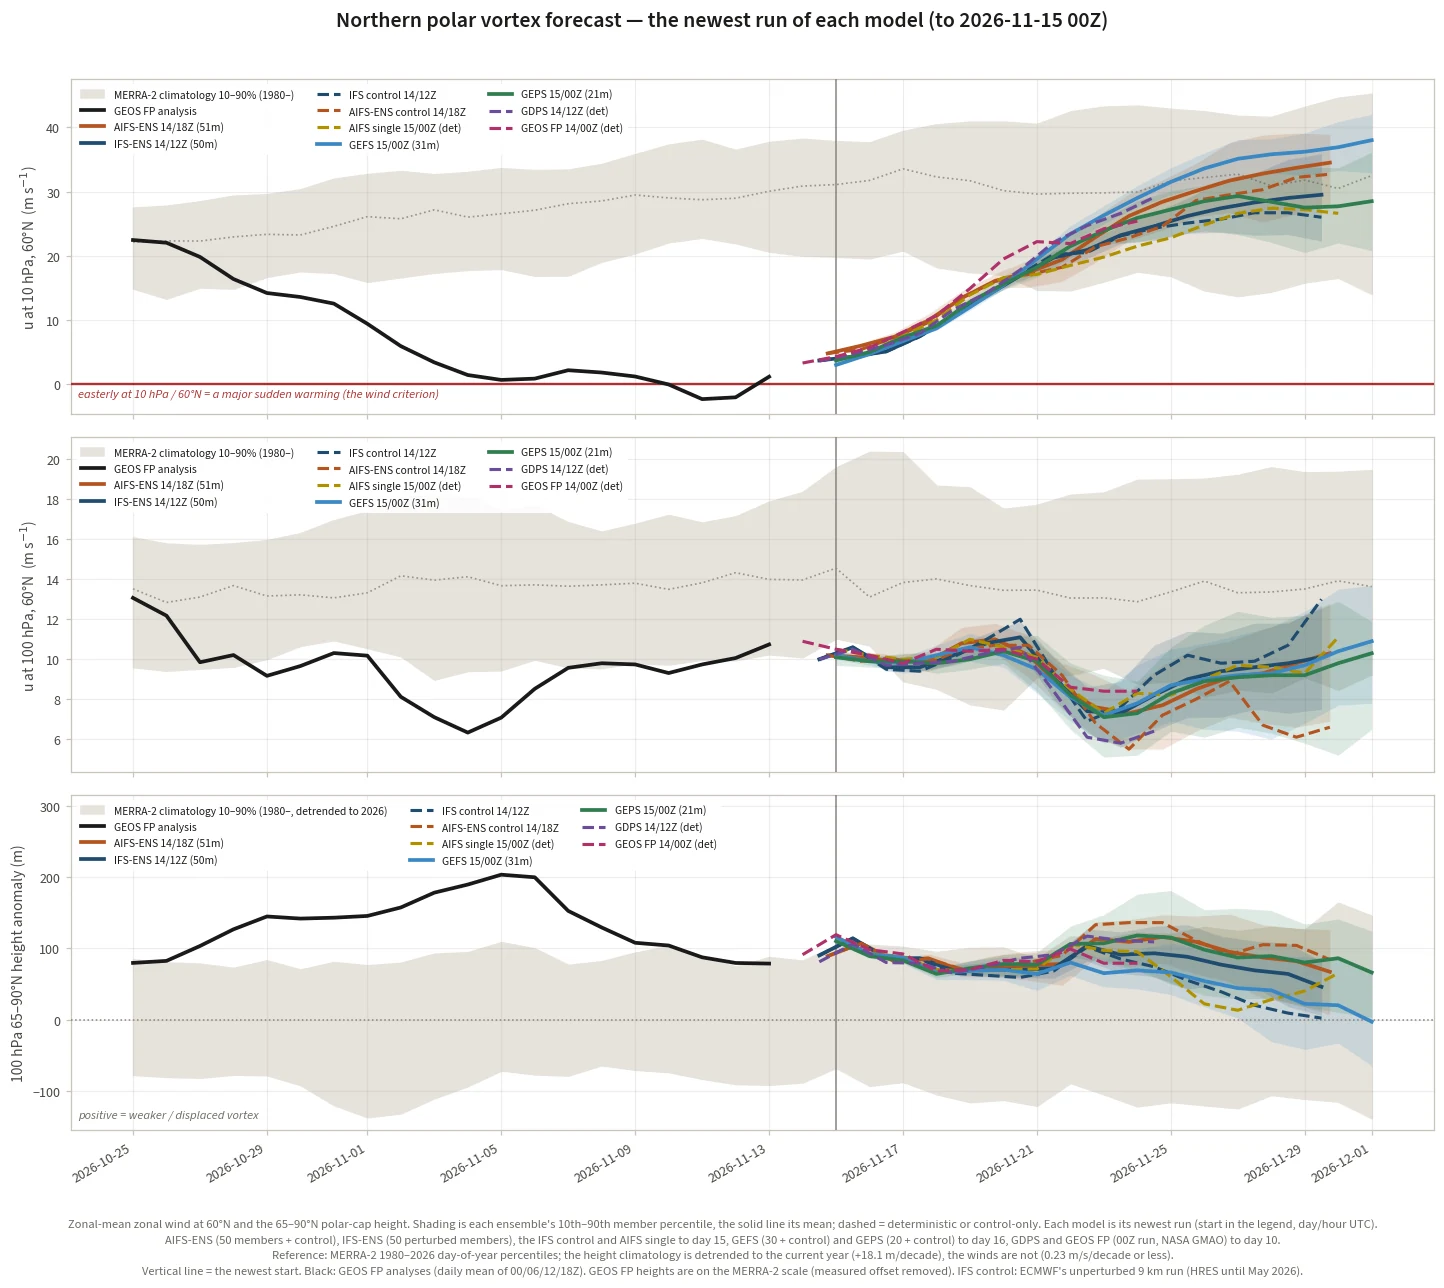 Northern polar vortex forecast — the newest run of each model (to 2026-11-15 00Z)
u at 10 hPa, 60°N (m s⁻¹)
40
30
20
10
0
MERRA-2 climatology 10–90% (1980–)
GEOS FP analysis
AIFS-ENS 14/18Z (51m)
IFS-ENS 14/12Z (50m)
IFS control 14/12Z
AIFS-ENS control 14/18Z
AIFS single 15/00Z (det)
GEFS 15/00Z (31m)
GEPS 15/00Z (21m)
GDPS 14/12Z (det)
GEOS FP 14/00Z (det)
easterly at 10 hPa / 60°N = a major sudden warming (the wind criterion)
u at 100 hPa, 60°N (m s⁻¹)
20
18
16
14
12
10
8
6
MERRA-2 climatology 10–90% (1980–)
GEOS FP analysis
AIFS-ENS 14/18Z (51m)
IFS-ENS 14/12Z (50m)
IFS control 14/12Z
AIFS-ENS control 14/18Z
AIFS single 15/00Z (det)
GEFS 15/00Z (31m)
GEPS 15/00Z (21m)
GDPS 14/12Z (det)
GEOS FP 14/00Z (det)
100 hPa 65–90°N height anomaly (m)
300
200
100
0
−100
MERRA-2 climatology 10–90% (1980–, detrended to 2026)
GEOS FP analysis
AIFS-ENS 14/18Z (51m)
IFS-ENS 14/12Z (50m)
IFS control 14/12Z
AIFS-ENS control 14/18Z
AIFS single 15/00Z (det)
GEFS 15/00Z (31m)
GEPS 15/00Z (21m)
GDPS 14/12Z (det)
GEOS FP 14/00Z (det)
positive = weaker / displaced vortex
2026-10-25
2026-10-29
2026-11-01
2026-11-05
2026-11-09
2026-11-13
2026-11-17
2026-11-21
2026-11-25
2026-11-29
2026-12-01
Zonal-mean zonal wind at 60°N and the 65–90°N polar-cap height. Shading is each ensemble's 10th–90th member percentile, the solid line its mean; dashed = deterministic or control-only. Each model is its newest run (start in the legend, day/hour UTC).
AIFS-ENS (50 members + control), IFS-ENS (50 perturbed members), the IFS control and AIFS single to day 15, GEFS (30 + control) and GEPS (20 + control) to day 16, GDPS and GEOS FP (00Z run, NASA GMAO) to day 10.
Reference: MERRA-2 1980–2026 day-of-year percentiles; the height climatology is detrended to the current year (+18.1 m/decade), the winds are not (0.23 m/s/decade or less).
Vertical line = the newest start. Black: GEOS FP analyses (daily mean of 00/06/12/18Z). GEOS FP heights are on the MERRA-2 scale (measured offset removed). IFS control: ECMWF's unperturbed 9 km run (HRES until May 2026).